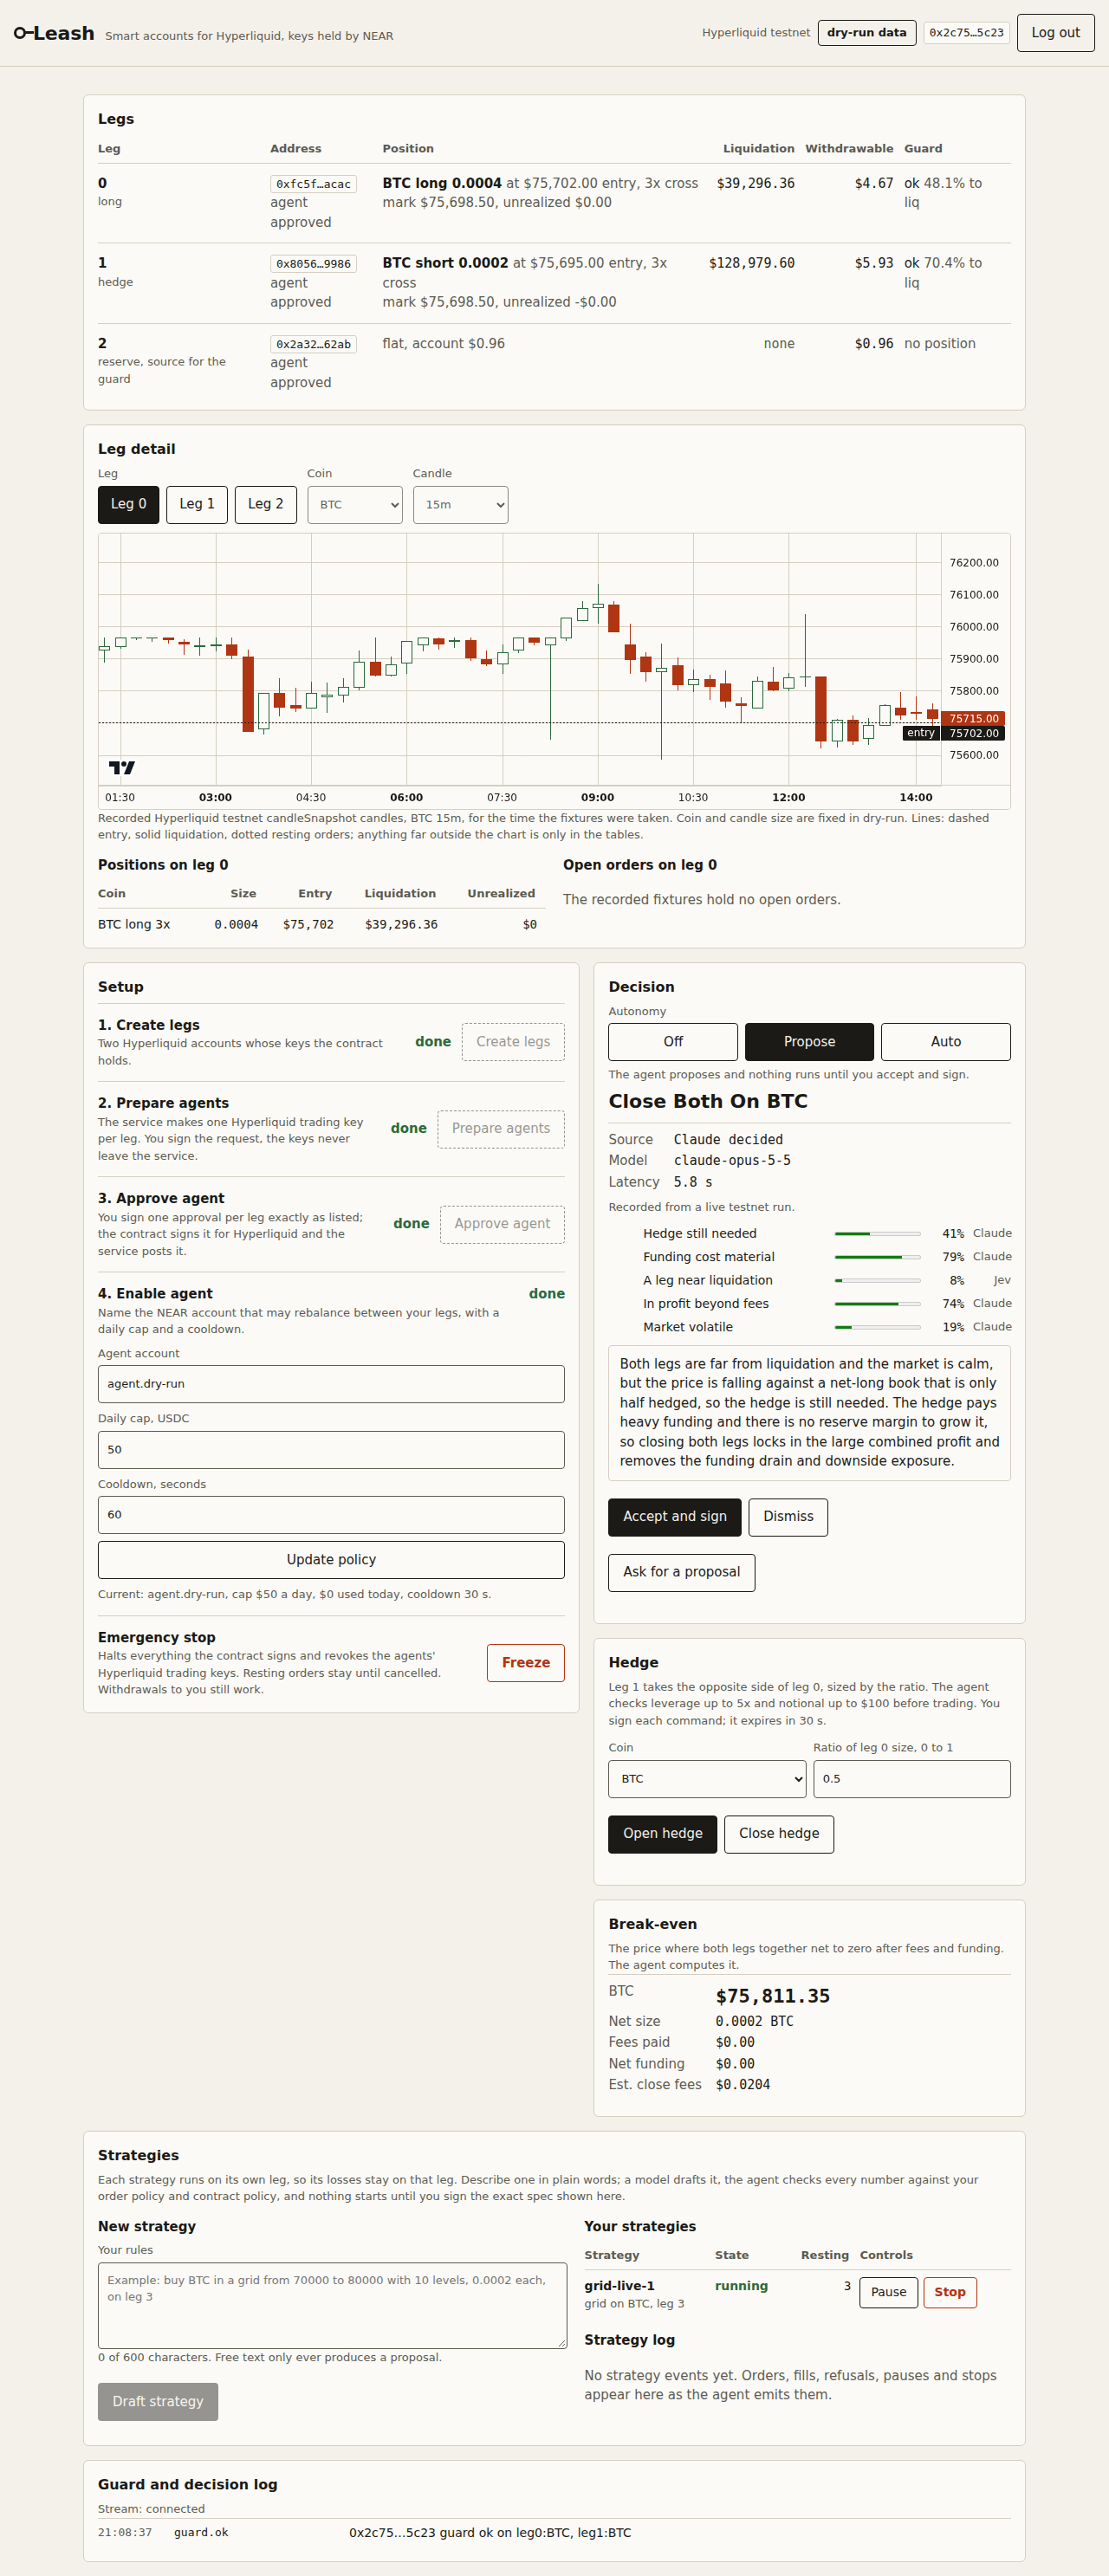 Leash Smart accounts for Hyperliquid, keys held by NEAR
Hyperliquid testnet dry-run data 0x2c75…5c23 Log out
Legs
Leg Address Position Liquidation Withdrawable Guard
0 0xfc5f…acac BTC long 0.0004 at $75,702.00 entry, 3x cross $39,296.36 $4.67 ok 48.1% to
long agent mark $75,698.50, unrealized $0.00 liq
approved
1 0x8056…9986 BTC short 0.0002 at $75,695.00 entry, 3x $128,979.60 $5.93 ok 70.4% to
hedge agent cross liq
approved mark $75,698.50, unrealized -$0.00
2 0x2a32…62ab flat, account $0.96 none $0.96 no position
reserve, source for the agent
guard approved
Leg detail
Leg Coin Candle
Leg 0 Leg 1 Leg 2 BTC 15m
76200.00
76100.00
76000.00
75900.00
75800.00
75715.00
entry 75702.00
75600.00
01:30 03:00 04:30 06:00 07:30 09:00 10:30 12:00 14:00
Recorded Hyperliquid testnet candleSnapshot candles, BTC 15m, for the time the fixtures were taken. Coin and candle size are fixed in dry-run. Lines: dashed
entry, solid liquidation, dotted resting orders; anything far outside the chart is only in the tables.
Positions on leg 0
Coin Size Entry Liquidation Unrealized
BTC long 3x 0.0004 $75,702 $39,296.36 $0
Open orders on leg 0
The recorded fixtures hold no open orders.
Setup
1. Create legs
Two Hyperliquid accounts whose keys the contract
holds.
done Create legs
2. Prepare agents
The service makes one Hyperliquid trading key
per leg. You sign the request, the keys never
leave the service.
done Prepare agents
3. Approve agent
You sign one approval per leg exactly as listed;
the contract signs it for Hyperliquid and the
service posts it.
done Approve agent
4. Enable agent done
Name the NEAR account that may rebalance between your legs, with a
daily cap and a cooldown.
Agent account
agent.dry-run
Daily cap, USDC
50
Cooldown, seconds
60
Update policy
Current: agent.dry-run, cap $50 a day, $0 used today, cooldown 30 s.
Emergency stop
Halts everything the contract signs and revokes the agents'
Hyperliquid trading keys. Resting orders stay until cancelled.
Withdrawals to you still work.
Freeze
Decision
Autonomy
Off Propose Auto
The agent proposes and nothing runs until you accept and sign.
Close Both On BTC
Source Claude decided
Model claude-opus-5-5
Latency 5.8 s
Recorded from a live testnet run.
Hedge still needed 41% Claude
Funding cost material 79% Claude
A leg near liquidation 8% Jev
In profit beyond fees 74% Claude
Market volatile 19% Claude
Both legs are far from liquidation and the market is calm,
but the price is falling against a net-long book that is only
half hedged, so the hedge is still needed. The hedge pays
heavy funding and there is no reserve margin to grow it,
so closing both legs locks in the large combined profit and
removes the funding drain and downside exposure.
Accept and sign Dismiss
Ask for a proposal
Hedge
Leg 1 takes the opposite side of leg 0, sized by the ratio. The agent
checks leverage up to 5x and notional up to $100 before trading. You
sign each command; it expires in 30 s.
Coin Ratio of leg 0 size, 0 to 1
BTC 0.5
Open hedge Close hedge
Break-even
The price where both legs together net to zero after fees and funding.
The agent computes it.
BTC $75,811.35
Net size 0.0002 BTC
Fees paid $0.00
Net funding $0.00
Est. close fees $0.0204
Strategies
Each strategy runs on its own leg, so its losses stay on that leg. Describe one in plain words; a model drafts it, the agent checks every number against your
order policy and contract policy, and nothing starts until you sign the exact spec shown here.
New strategy
Your rules
Example: buy BTC in a grid from 70000 to 80000 with 10 levels, 0.0002 each,
on leg 3
0 of 600 characters. Free text only ever produces a proposal.
Draft strategy
Your strategies
Strategy State Resting Controls
grid-live-1 running 3 Pause Stop
grid on BTC, leg 3
Strategy log
No strategy events yet. Orders, fills, refusals, pauses and stops
appear here as the agent emits them.
Guard and decision log
Stream: connected
21:08:37 guard.ok 0x2c75…5c23 guard ok on leg0:BTC, leg1:BTC